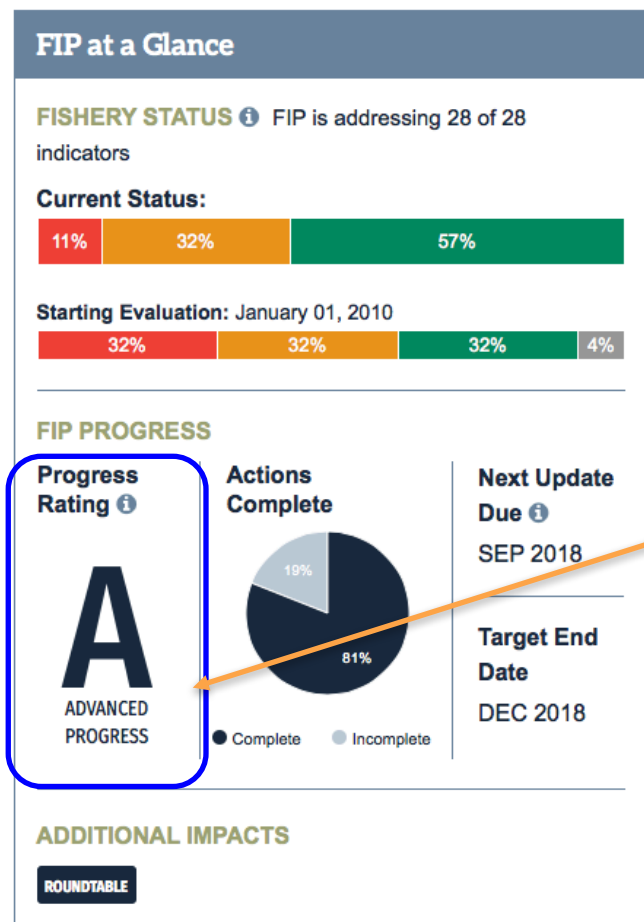 FIP at a Glance
FISHERY STATUS FIP is addressing 28 of 28
indicators
Current Status:
11% 32% 57%
Starting Evaluation: January 01, 2010
32% 32% 32% 4%
FIP PROGRESS
Progress
Rating
A
ADVANCED
PROGRESS
Actions
Complete
19%
81%
Complete Incomplete
Next Update
Due
SEP 2018
Target End
Date
DEC 2018
ADDITIONAL IMPACTS
ROUNDTABLE